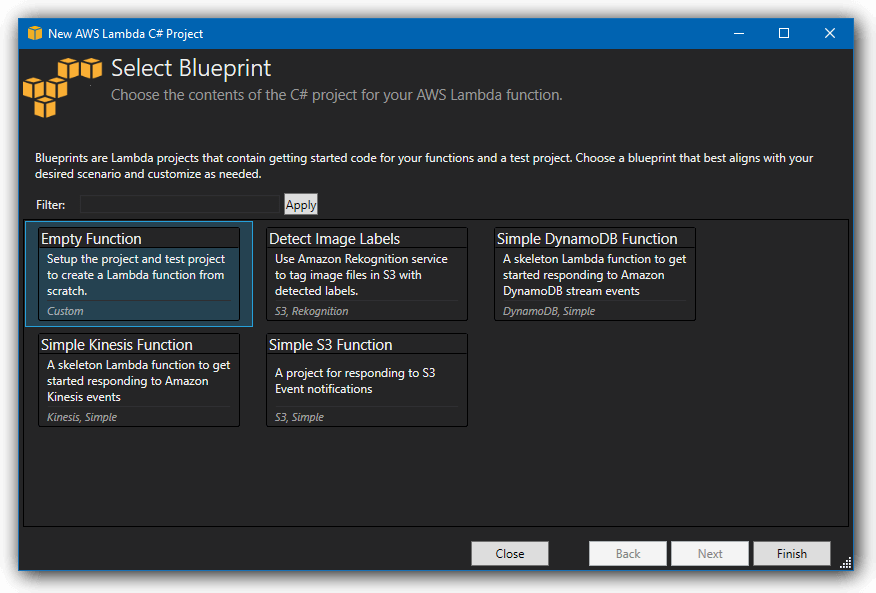 New AWS Lambda C# Project
Select Blueprint
Choose the contents of the C# project for your AWS Lambda function.
Blueprints are Lambda projects that contain getting started code for your functions and a test project. Choose a blueprint that best aligns with your
desired scenario and customize as needed.
Filter:
Apply
Empty Function
Setup the project and test project
to create a Lambda function from
scratch.
Custom
Detect Image Labels
Use Amazon Rekognition service
to tag image files in S3 with
detected labels.
S3, Rekognition
Simple DynamoDB Function
A skeleton Lambda function to get
started responding to Amazon
DynamoDB stream events
DynamoDB, Simple
Simple Kinesis Function
A skeleton Lambda function to get
started responding to Amazon
Kinesis events
Kinesis, Simple
Simple S3 Function
A project for responding to S3
Event notifications
S3, Simple
Close
Back
Next
Finish